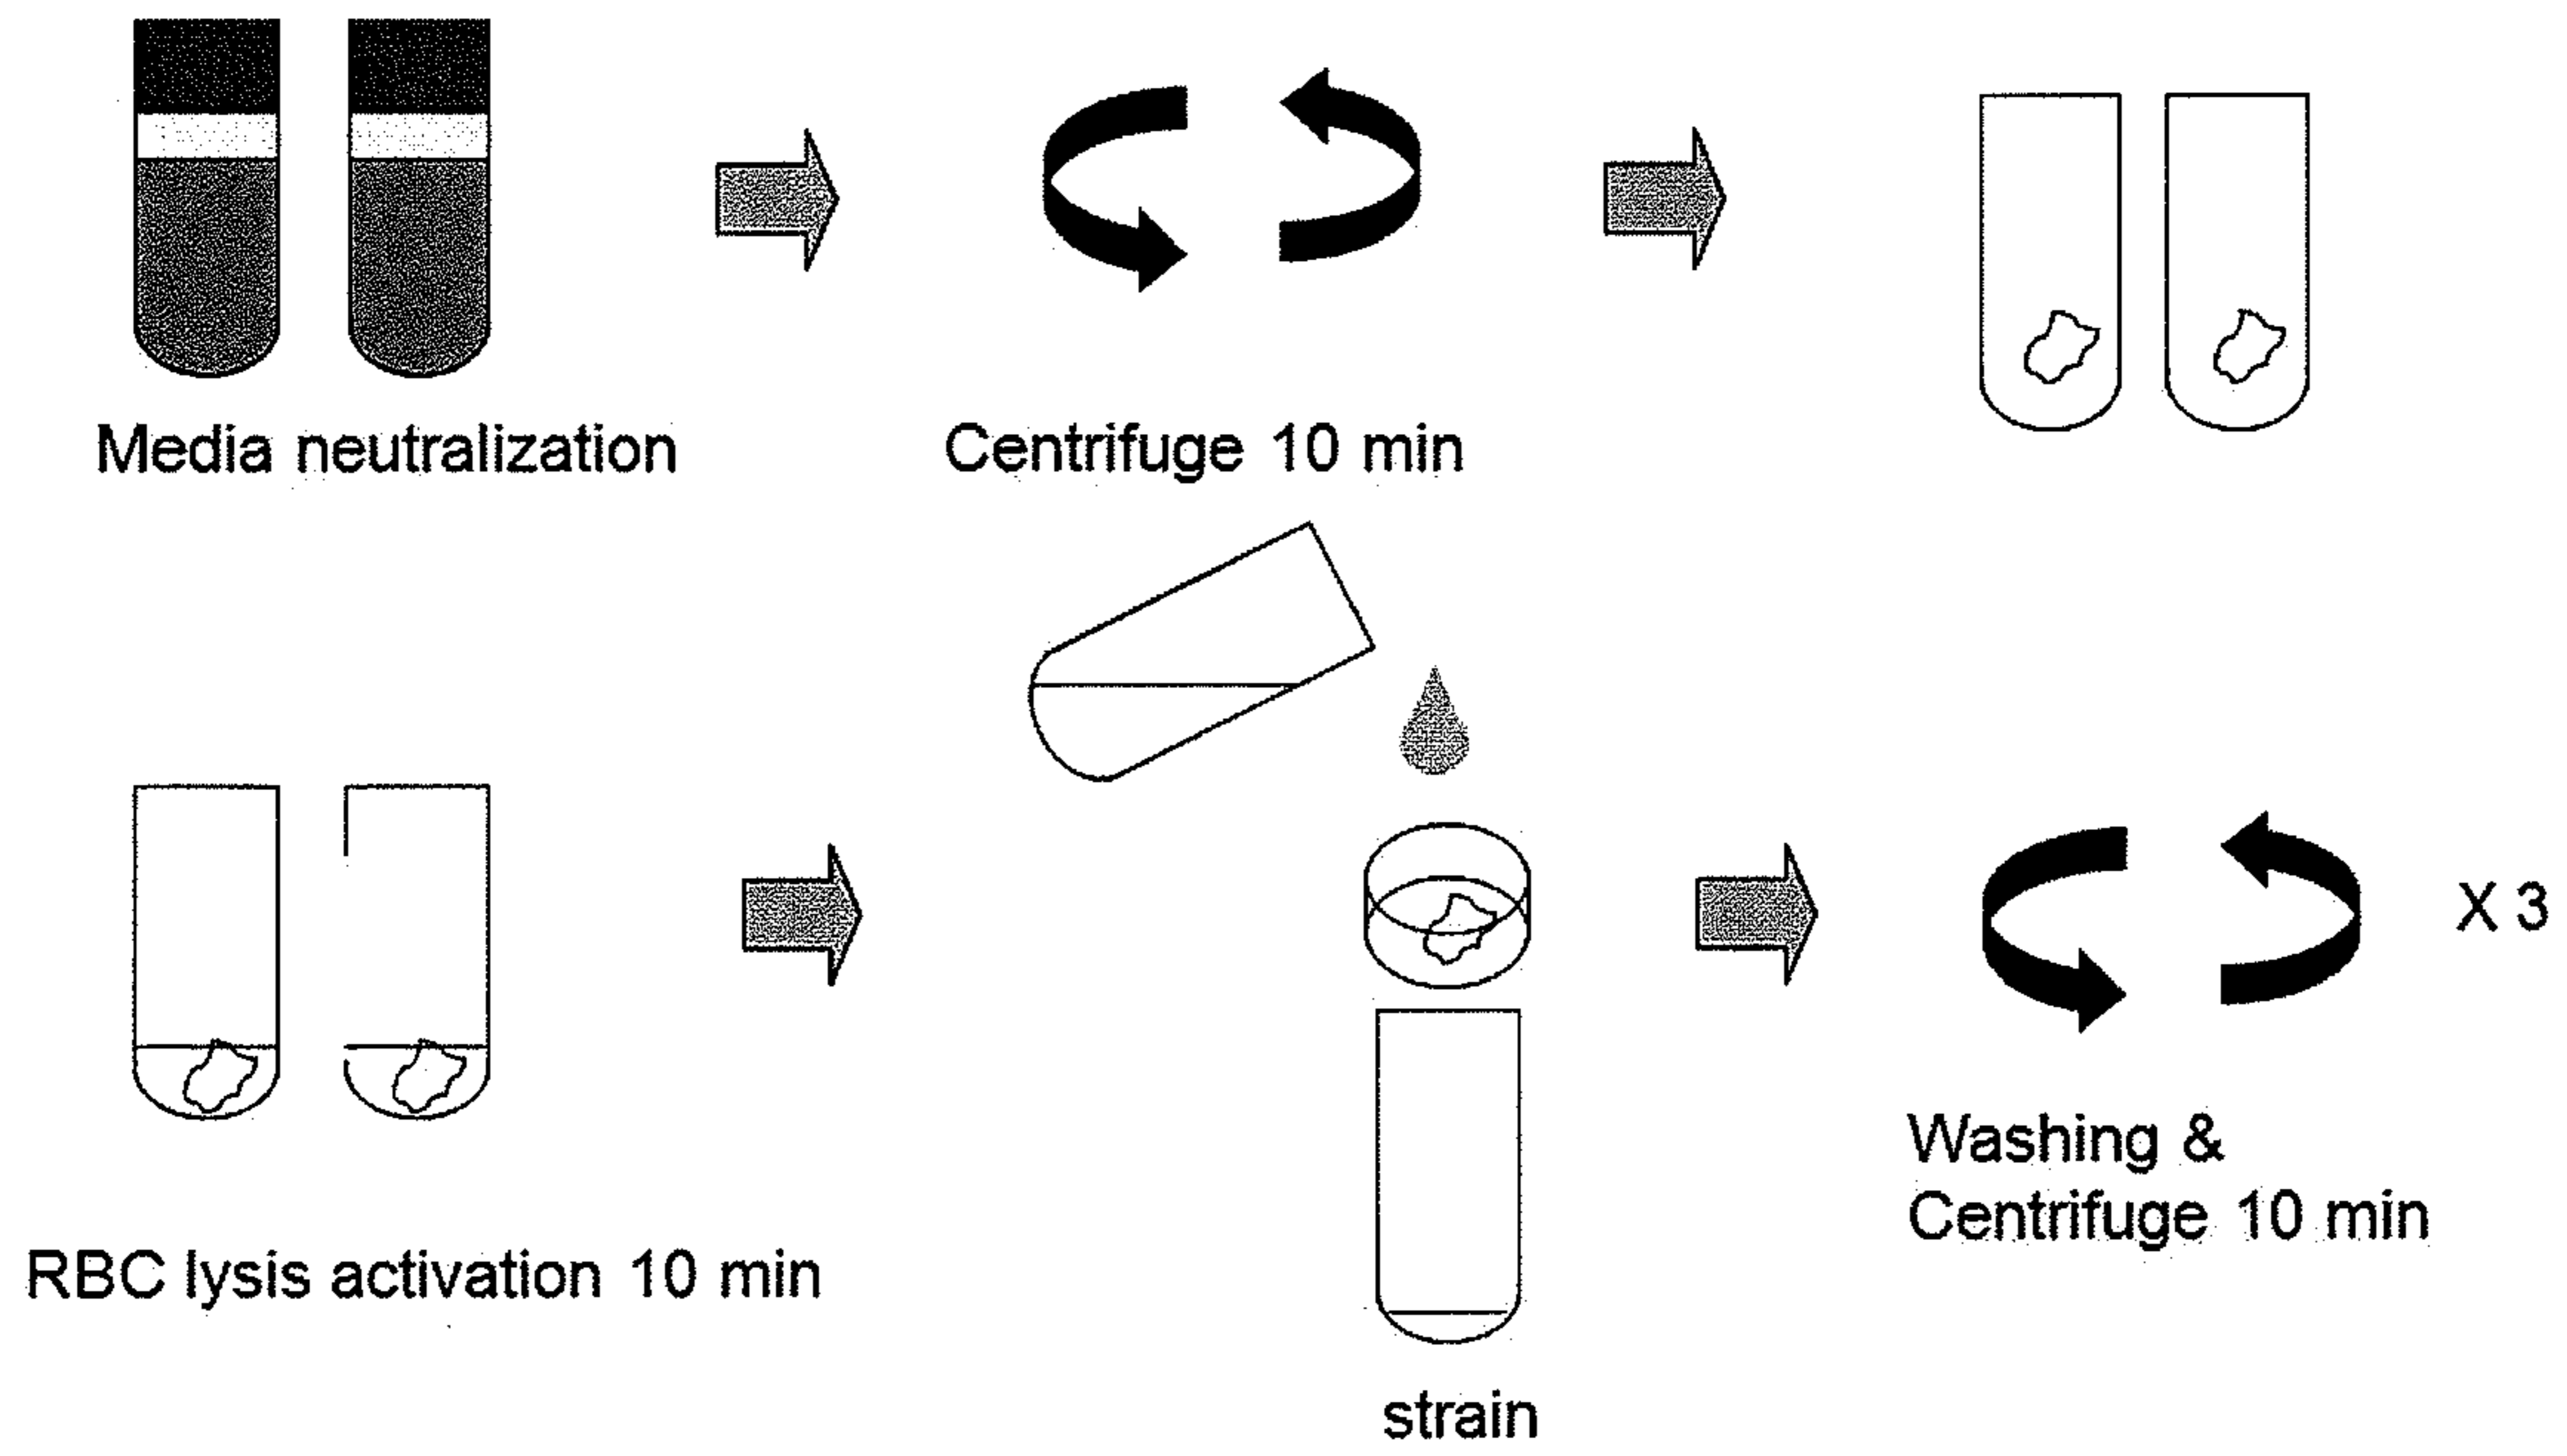 Media neutralization
Centrifuge 10 min
RBC lysis activation 10 min
strain
X 3
Washing &
Centrifuge 10 min